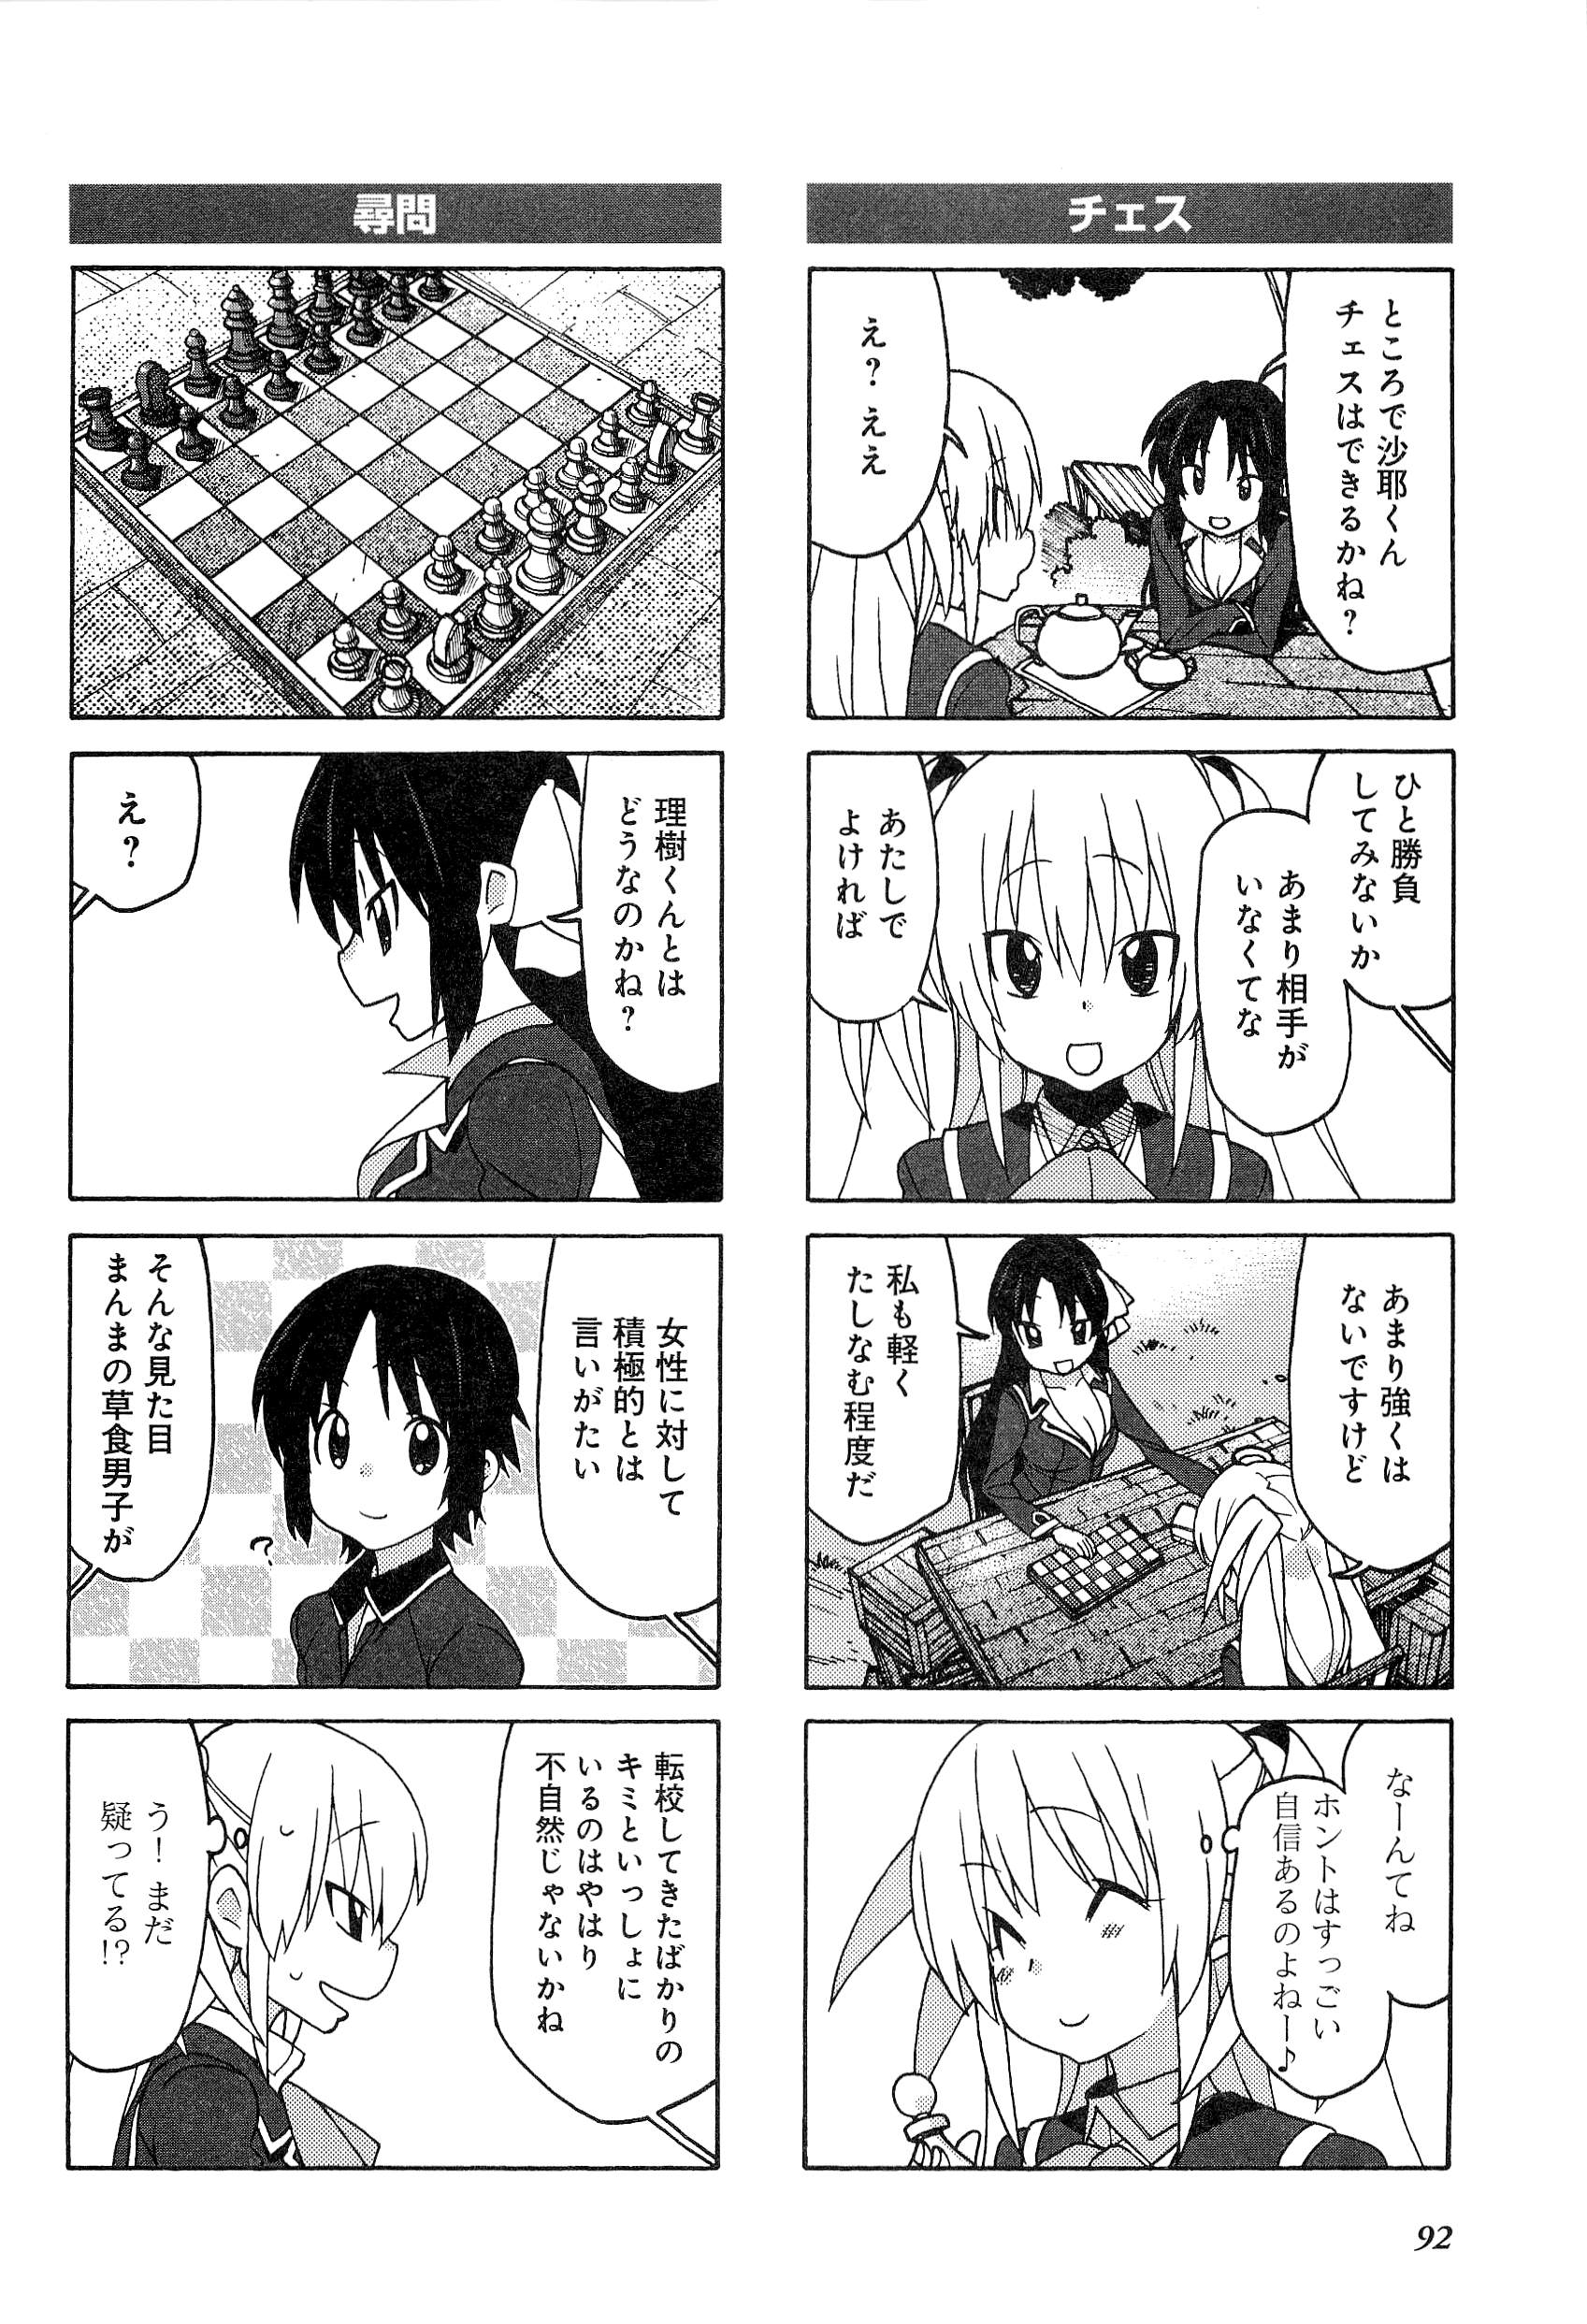 チェス
ところで沙耶くん
チェスはできるかね?
え?ええ
ひと勝負
してみないか
あまり相手が
いなくてな
あたしで
よければ
あまり強くは
ないですけど
私も軽く
たしなむ程度だ
なーんてね
ホントはすっごい
自信あるのよねー♪
尋問
理樹くんとは
どうなのかね?
え?
女性に対して
積極的とは
言いがたい
そんな見た目
まんまの草食男子が
?
転校してきたばかりの
キミといっしょに
いるのはやはり
不自然じゃないかね
う!まだ
疑ってる!?
92